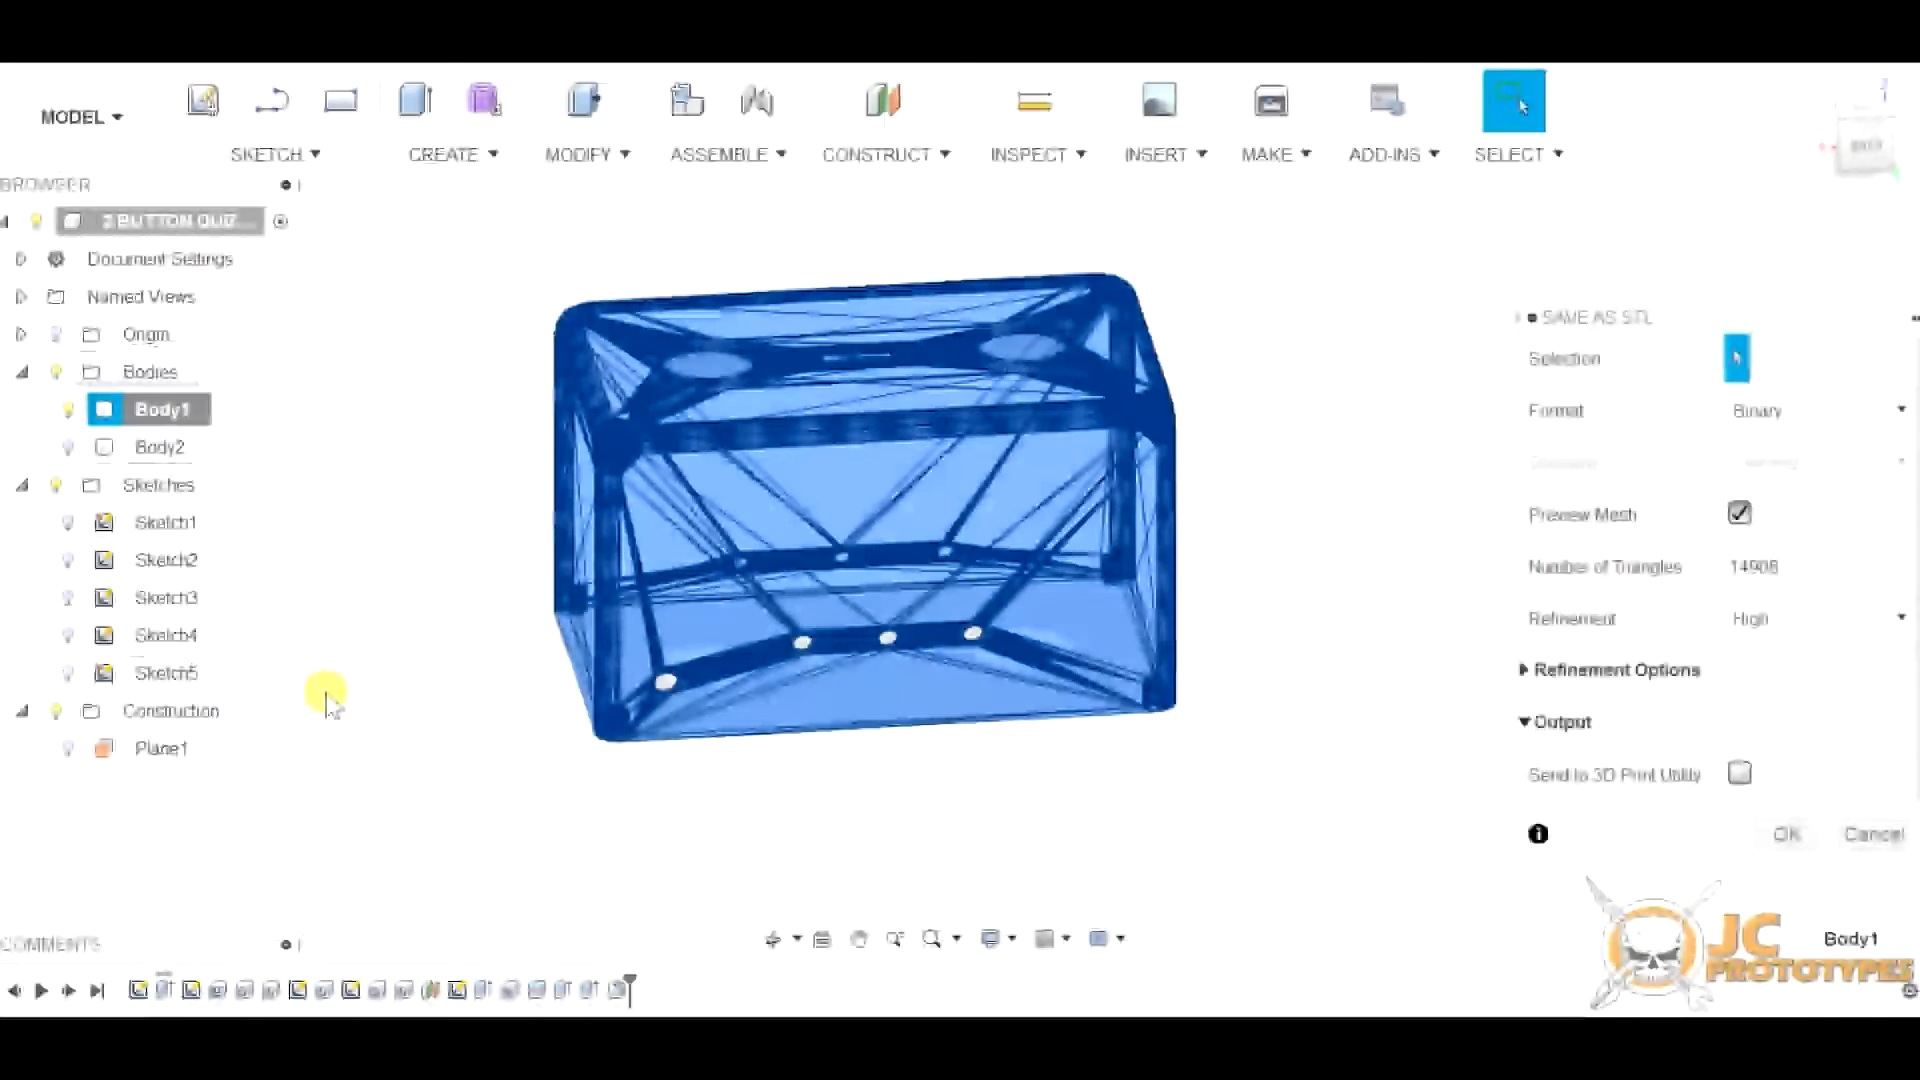 MODEL
SKETCH
CREATE
MODIFY
ASSEMBLE
CONSTRUCT
INSPECT
INSERT
MAKE
ADD-INS
SELECT
BROWSER
Document Settings
Named Views
Origin
Bodies
Body1
Body2
Sketches
Sketch1
Sketch2
Sketch3
Sketch4
Sketch5
Construction
Plane1
SAVE AS STL
Selection
Format Binary
Preview Mesh
Number of Triangles 14908
Refinement High
Refinement Options
Output
Send to 3D Print Utility
OK Cancel
COMMENTS
Body1
JC
PROTOTYPES